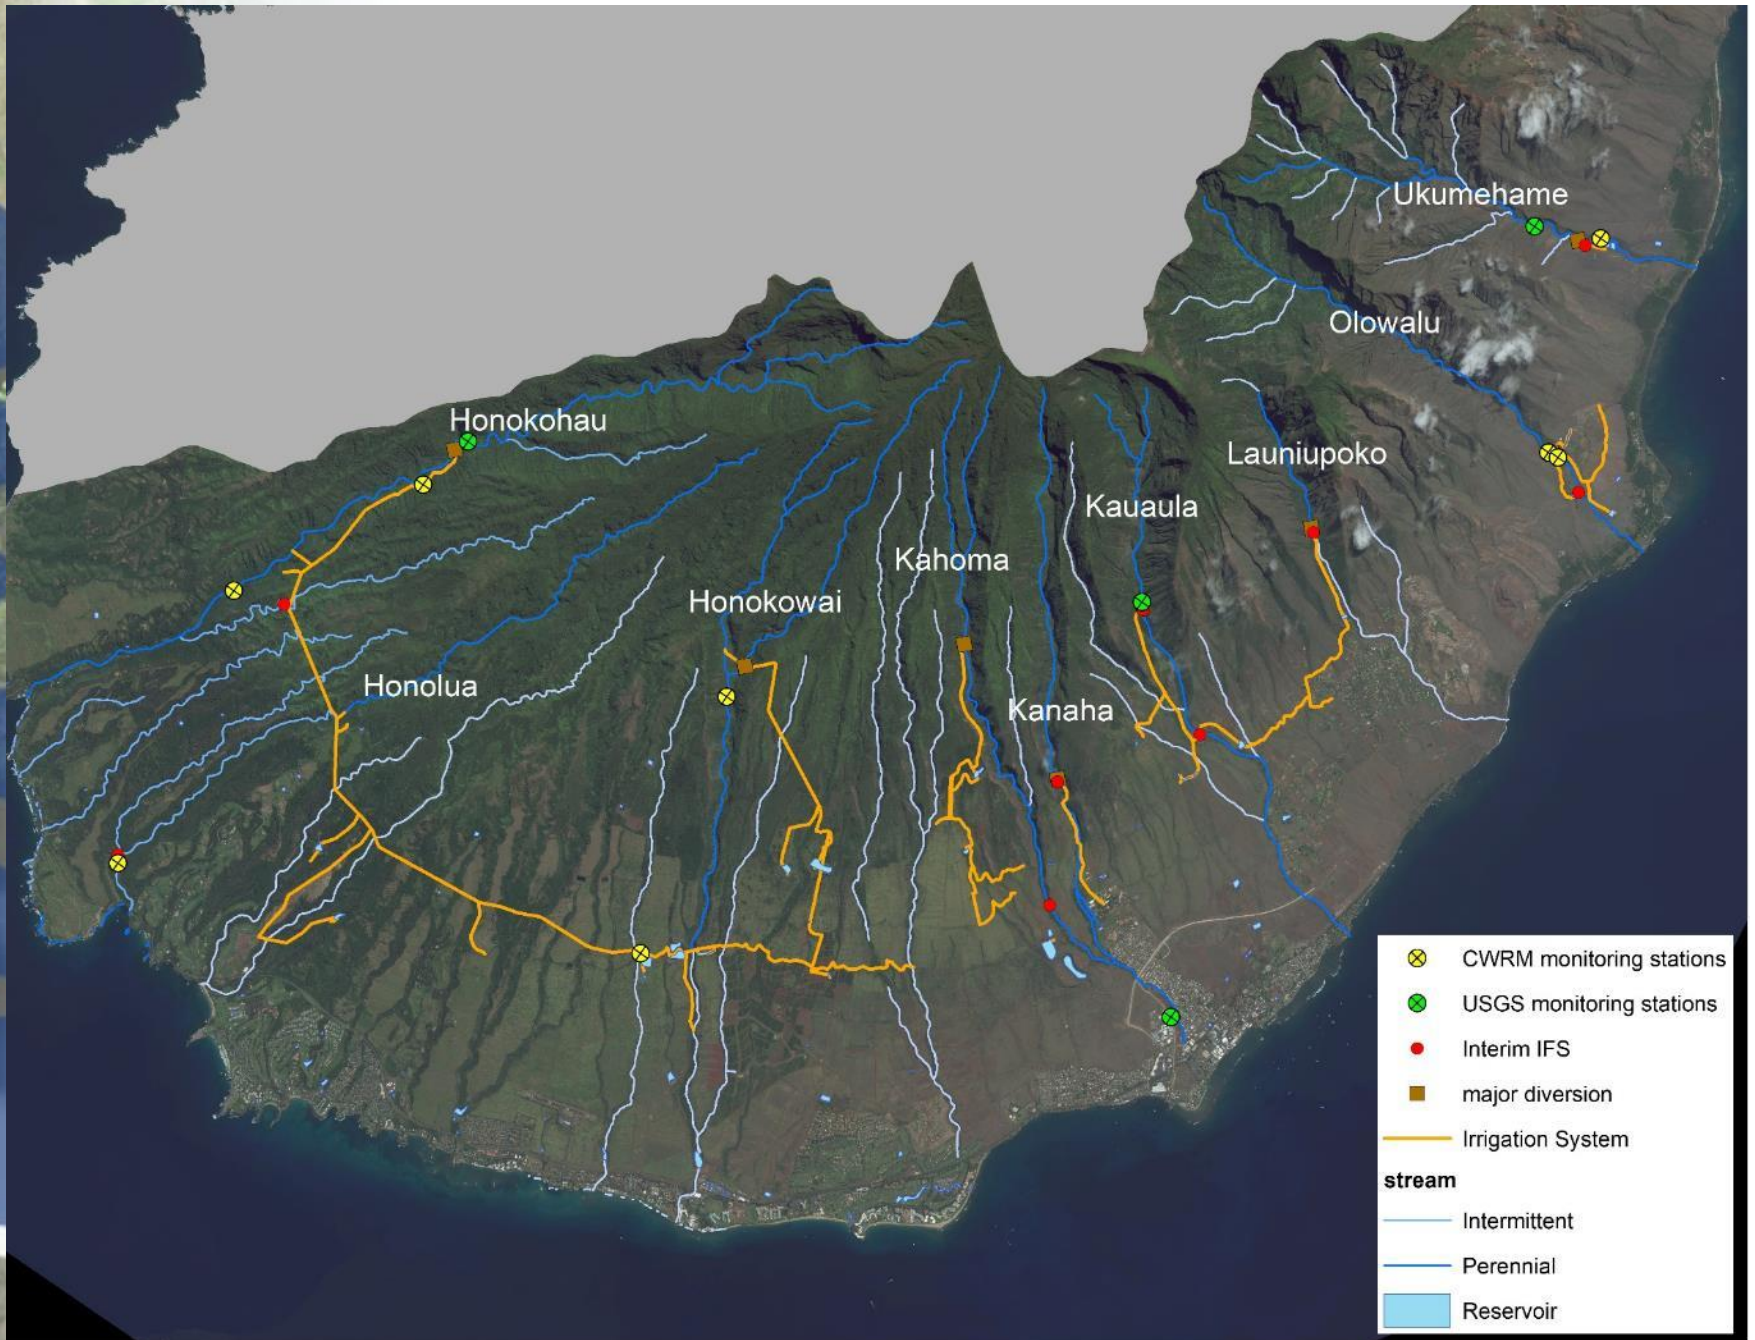 Ukumehame
Olowalu
Honokohau
Launiupoko
Kauaula
Kahoma
Honokowai
Honolua
Kanaha
CWRM monitoring stations
USGS monitoring stations
Interim IFS
major diversion
Irrigation System
stream
Intermittent
Perennial
Reservoir